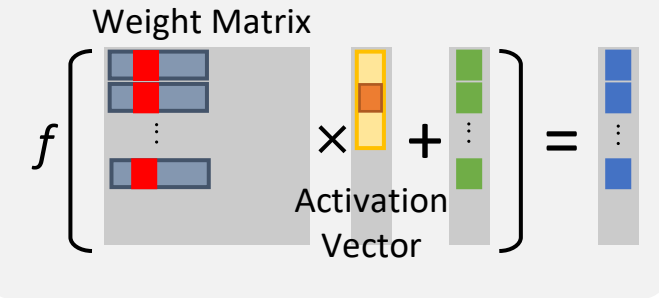 Weight Matrix
f ( ⋮ × + ⋮ ) = ⋮
Activation
Vector